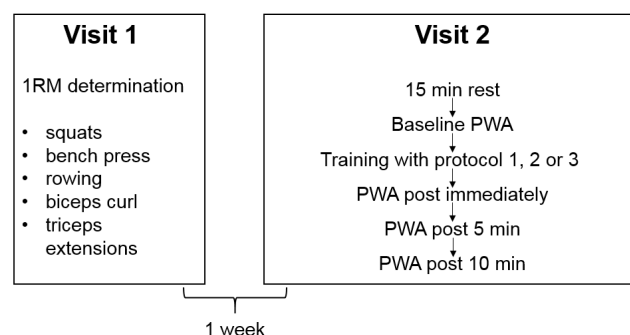 Visit 1
1RM determination
• squats
• bench press
• rowing
• biceps curl
• triceps
extensions
Visit 2
15 min rest
Baseline PWA
Training with protocol 1, 2 or 3
PWA post immediately
PWA post 5 min
PWA post 10 min
1 week